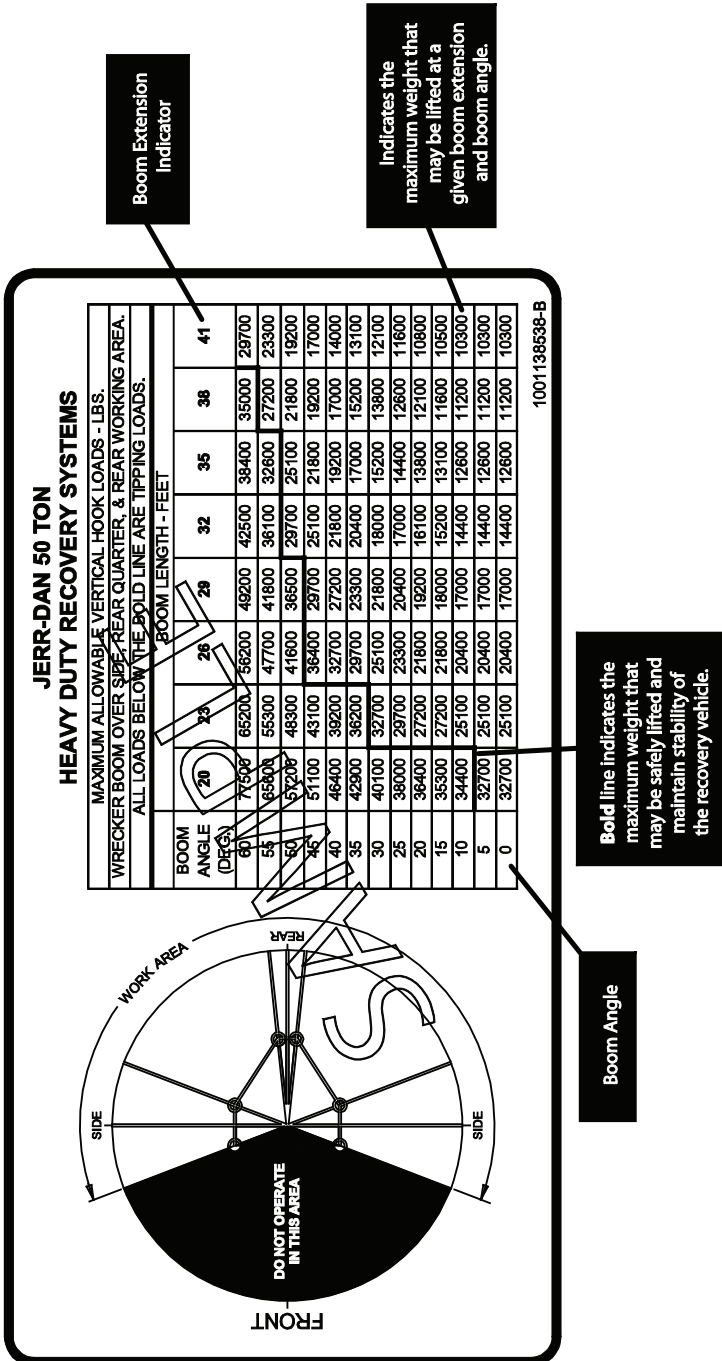 JERR-DAN 50 TON
HEAVY DUTY RECOVERY SYSTEMS
MAXIMUM ALLOWABLE VERTICAL HOOK LOADS - LBS.
WRECKER BOOM OVER SIDE, REAR QUARTER, & REAR WORKING AREA.
ALL LOADS BELOW THE BOLD LINE ARE TIPPING LOADS.
BOOM ANGLE (DEG.) BOOM LENGTH - FEET
20 23 26 29 32 35 38 41
60 77500 65200 56200 49200 42500 38400 35000 29700
55 65600 55300 47700 41800 36100 32600 27200 23300
50 57200 48300 41600 36500 29700 25100 21800 19200
45 51100 43100 36400 29700 25100 21800 19200 17000
40 46400 39200 32700 27200 21800 19200 17000 14000
35 42900 36200 29700 23300 20400 17000 15200 13100
30 40100 32700 25100 21800 18000 15200 13800 12100
25 38000 29700 23300 20400 17000 14400 12600 11600
20 36400 27200 21800 19200 16100 13800 12100 10800
15 35300 27200 21800 18000 15200 13100 11600 10500
10 34400 25100 20400 17000 14400 12600 11200 10300
5 32700 25100 20400 17000 14400 12600 11200 10300
0 32700 25100 20400 17000 14400 12600 11200 10300
1001138538-B
SAMPLE
WORK AREA
SIDE
REAR
SIDE
DO NOT OPERATE
IN THIS AREA
FRONT
Boom Extension
Indicator
Indicates the
maximum weight that
may be lifted at a
given boom extension
and boom angle.
Bold line indicates the
maximum weight that
may be safely lifted and
maintain stability of
the recovery vehicle.
Boom Angle